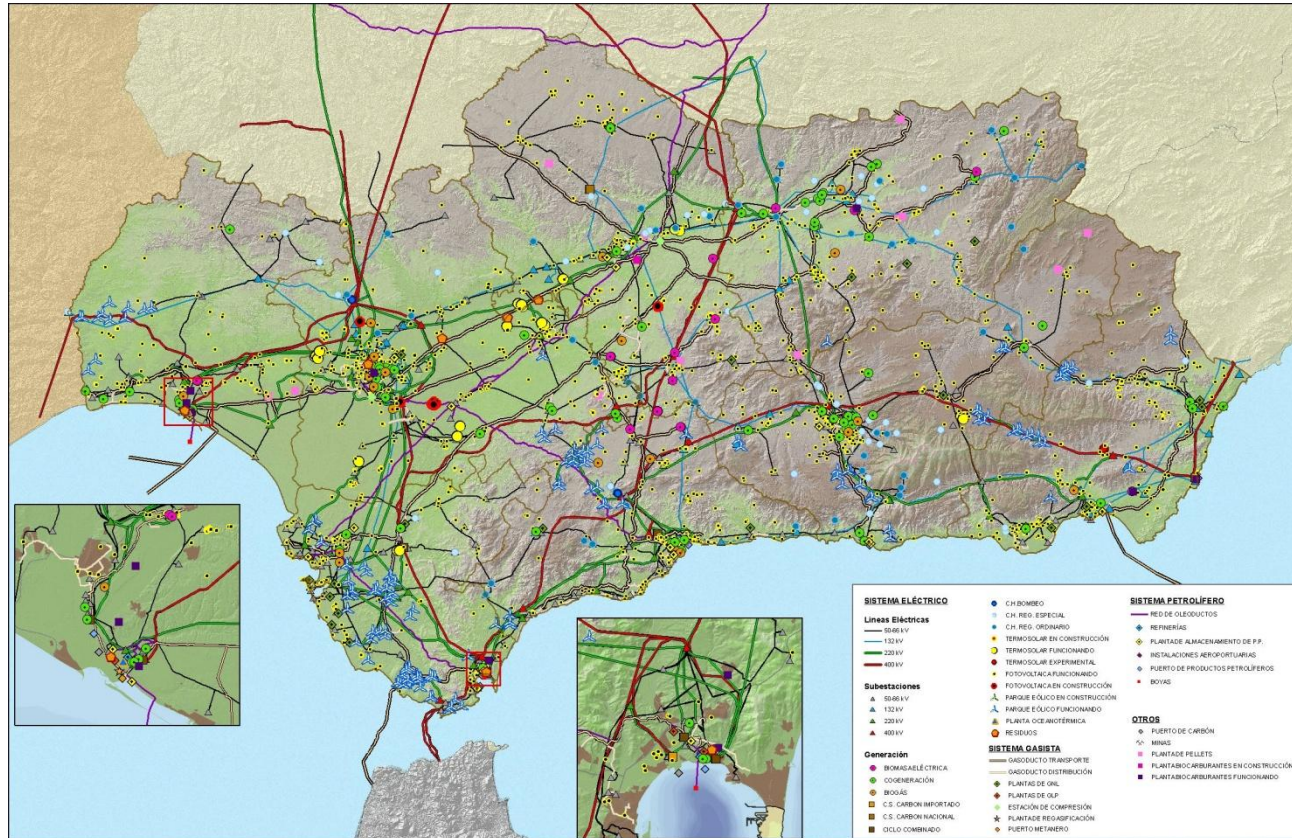 SISTEMA ELÉCTRICO
Lineas Eléctricas
50-66 kV
132 kV
220 kV
400 kV
Subestaciones
50-66 kV
132 kV
220 kV
400 kV
Generación
BIOMASA ELÉCTRICA
COGENERACIÓN
BIOGÁS
C.S. CARBON IMPORTADO
C.S. CARBON NACIONAL
CICLO COMBINADO
C.H.BOMBEO
C.H. REG. ESPECIAL
C.H. REG. ORDINARIO
TERMOSOLAR EN CONSTRUCCIÓN
TERMOSOLAR FUNCIONANDO
TERMOSOLAR EXPERIMENTAL
FOTOVOLTAICA FUNCIONANDO
FOTOVOLTAICA EN CONSTRUCCIÓN
PARQUE EÓLICO EN CONSTRUCCIÓN
PARQUE EÓLICO FUNCIONANDO
PLANTA OCEANOTÉRMICA
RESIDUOS
SISTEMA GASISTA
GASODUCTO TRANSPORTE
GASODUCTO DISTRIBUCIÓN
PLANTAS DE GNL
PLANTAS DE GLP
ESTACIÓN DE COMPRESIÓN
PLANTA DE REGASIFICACIÓN
PUERTO METANERO
SISTEMA PETROLÍFERO
RED DE OLEODUCTOS
REFINERÍAS
PLANTA DE ALMACENAMIENTO DE P.P.
INSTALACIONES AEROPORTUARIAS
PUERTO DE PRODUCTOS PETROLÍFEROS
BOYAS
OTROS
PUERTO DE CARBÓN
MINAS
PLANTA DE PELLETS
PLANTA BIOCARBURANTES EN CONSTRUCCIÓN
PLANTA BIOCARBURANTES FUNCIONANDO